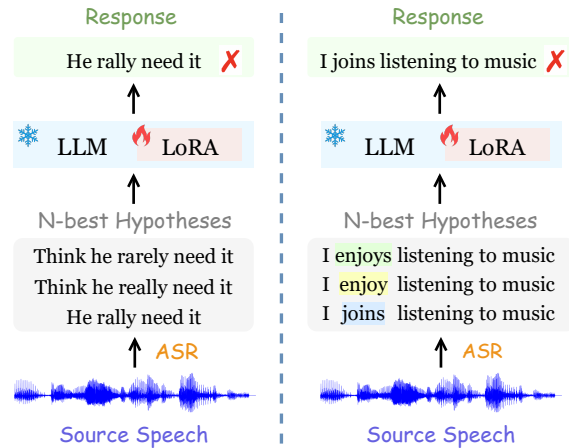 Response
He rally need it
LLM
LoRA
N-best Hypotheses
Think he rarely need it
Think he really need it
He rally need it
ASR
Source Speech
Response
I joins listening to music
LLM
LoRA
N-best Hypotheses
I enjoys listening to music
I enjoy listening to music
I joins listening to music
ASR
Source Speech